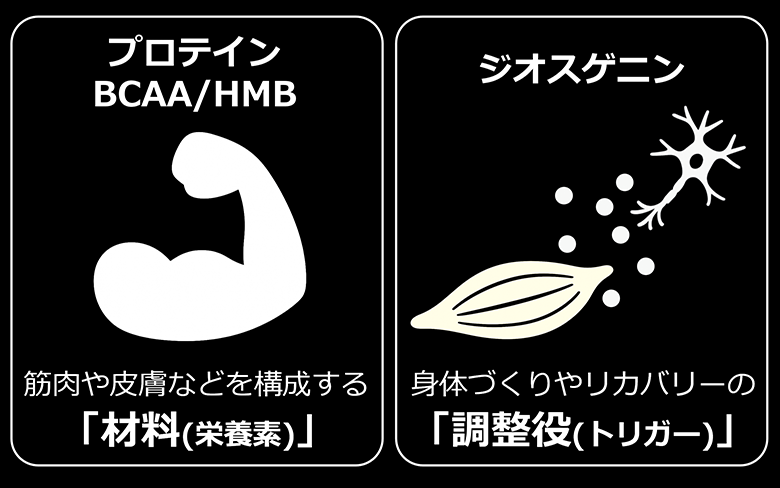 プロテイン
BCAA/HMB
筋肉や皮膚などを構成する
「材料(栄養素)」
ジオスゲニン
身体づくりやリカバリーの
「調整役(トリガー)」